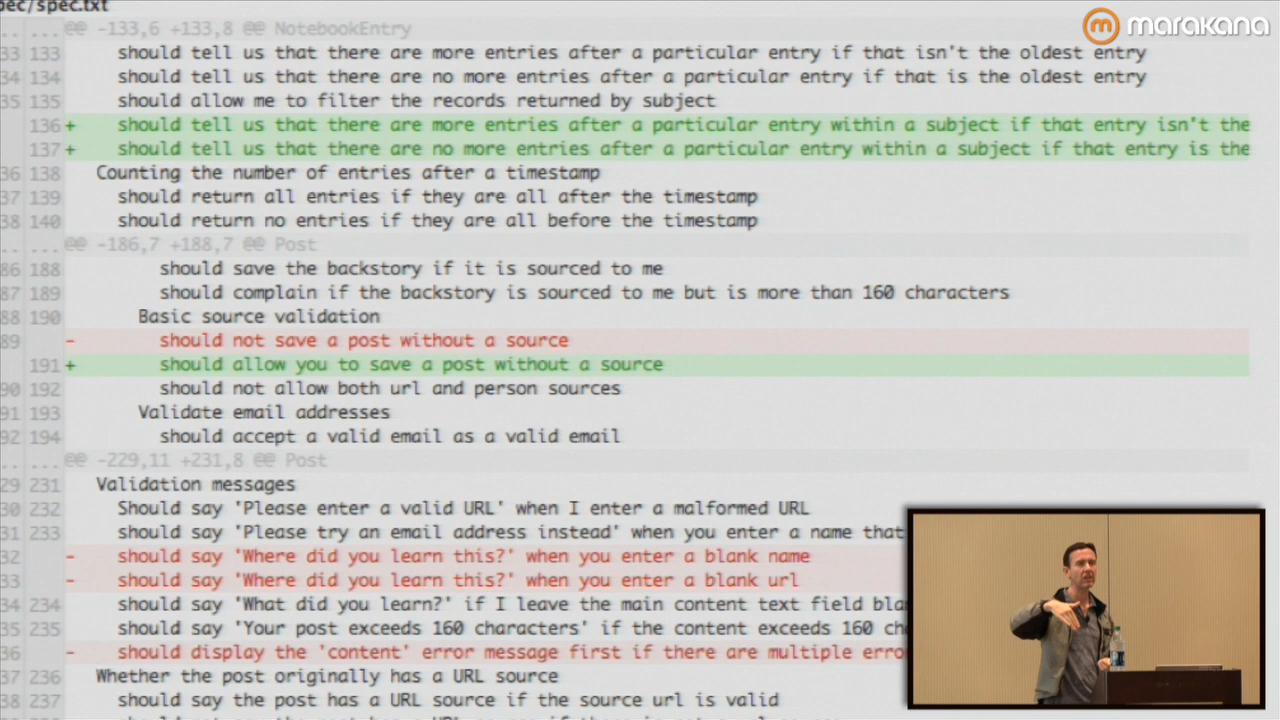 pec/spec.txt
marakana
.. ... @@ -133,6 +133,8 @@ NotebookEntry
33 133 should tell us that there are more entries after a particular entry if that isn't the oldest entry
34 134 should tell us that there are no more entries after a particular entry if that is the oldest entry
35 135 should allow me to filter the records returned by subject
136 + should tell us that there are more entries after a particular entry within a subject if that entry isn't the
137 + should tell us that there are no more entries after a particular entry within a subject if that entry is the
36 138 Counting the number of entries after a timestamp
37 139 should return all entries if they are all after the timestamp
38 140 should return no entries if they are all before the timestamp
.. ... @@ -186,7 +188,7 @@ Post
86 188 should save the backstory if it is sourced to me
87 189 should complain if the backstory is sourced to me but is more than 160 characters
88 190 Basic source validation
89 - should not save a post without a source
191 + should allow you to save a post without a source
90 192 should not allow both url and person sources
91 193 Validate email addresses
92 194 should accept a valid email as a valid email
.. ... @@ -229,11 +231,8 @@ Post
29 231 Validation messages
30 232 Should say 'Please enter a valid URL' when I enter a malformed URL
31 233 should say 'Please try an email address instead' when you enter a name that
32 - should say 'Where did you learn this?' when you enter a blank name
33 - should say 'Where did you learn this?' when you enter a blank url
34 234 should say 'What did you learn?' if I leave the main content text field bla
35 235 should say 'Your post exceeds 160 characters' if the content exceeds 160 ch
36 - should display the 'content' error message first if there are multiple erro
37 236 Whether the post originally has a URL source
38 237 should say the post has a URL source if the source url is valid